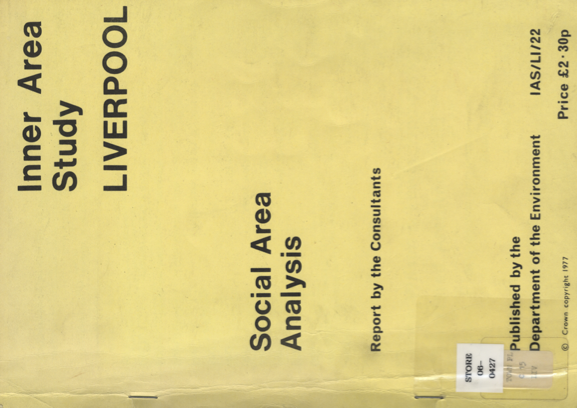 Inner Area
Study
LIVERPOOL
Social Area
Analysis
Report by the Consultants
Published by the
Department of the Environment
IAS/LI/22
Price £2·30p
© Crown copyright 1977
STORE
06-
0427